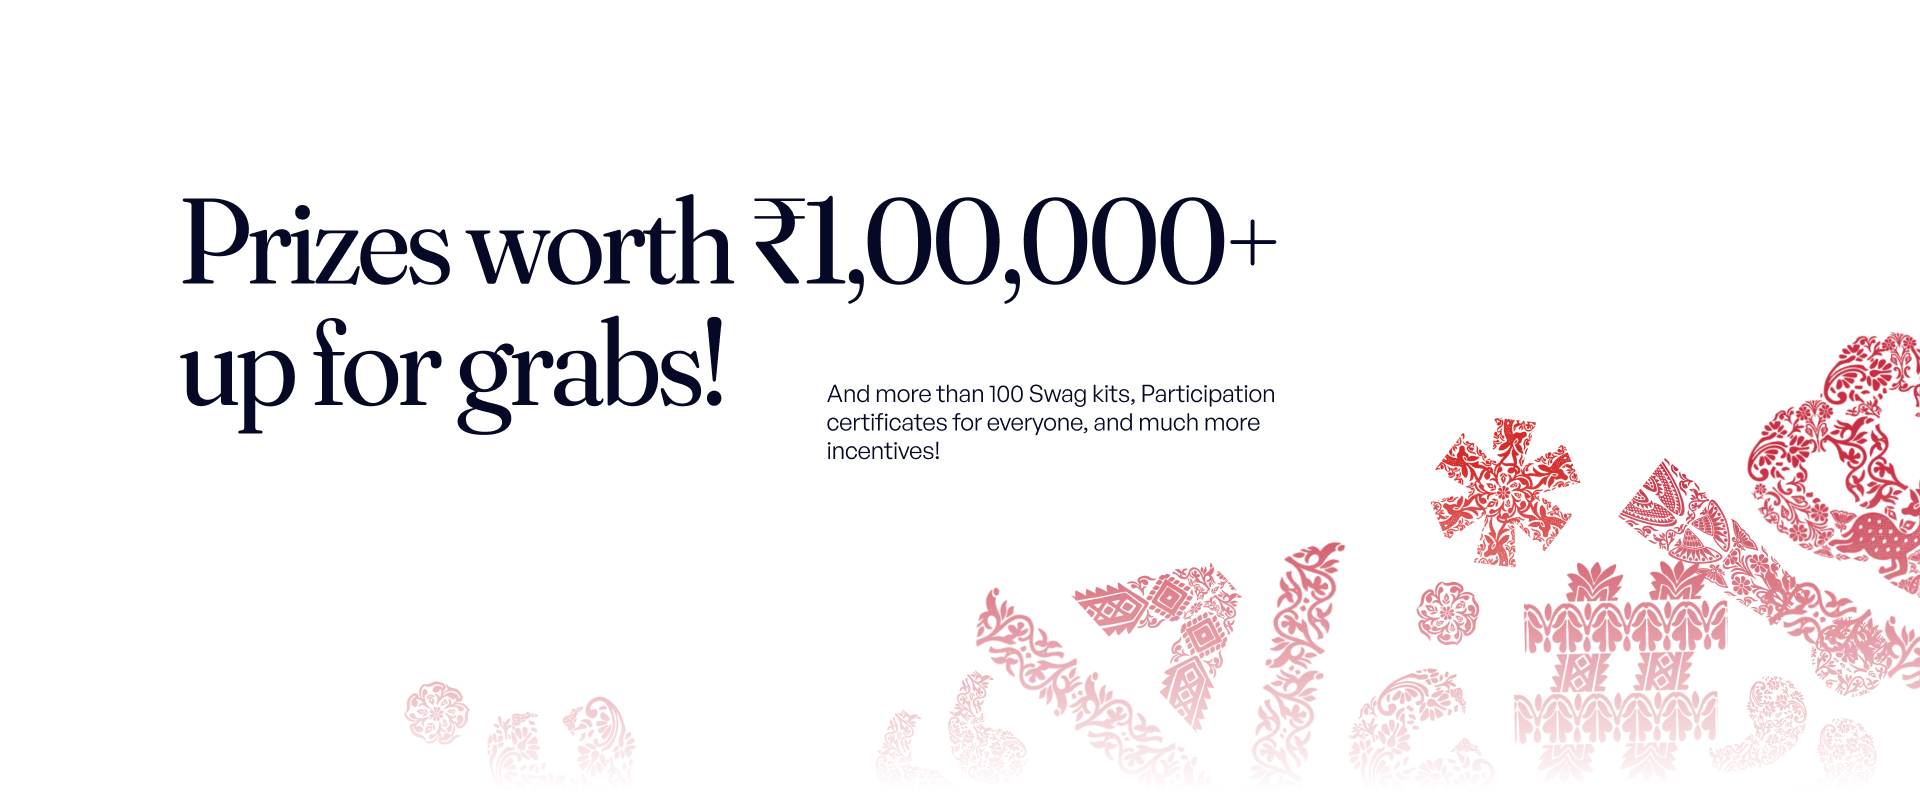 Prizes worth ₹1,00,000+
up for grabs!
And more than 100 Swag kits, Participation
certificates for everyone, and much more
incentives!